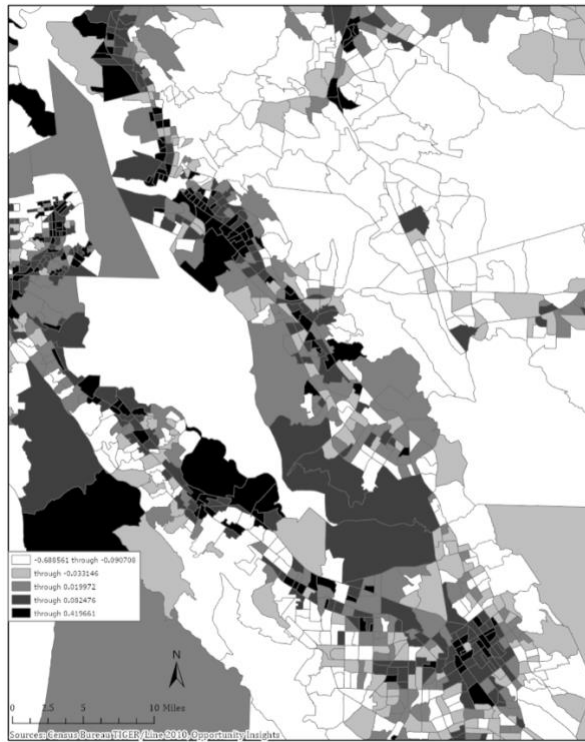 -0.688561 through -0.090708
through -0.033146
through 0.019972
through 0.082476
through 0.419661
N
0 2.5 5 10 Miles
Sources: Census Bureau TIGER/Line 2010, Opportunity Insights